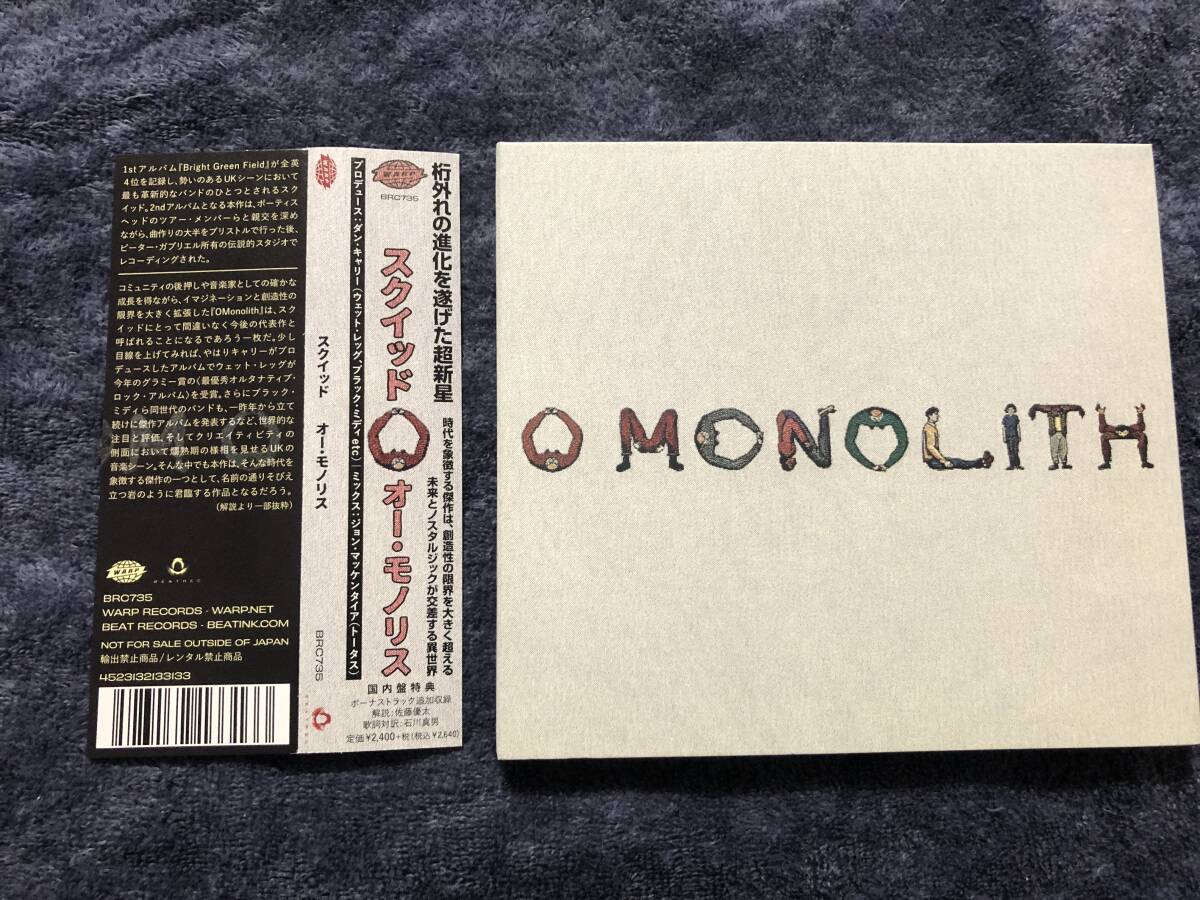 1stアルバム『Bright Green Field』が全英
4位を記録し、勢いのあるUKシーンにおいて
最も革新的なバンドのひとつとされるスク
イッド。2ndアルバムとなる本作は、ポーティス
ヘッドのツアー・メンバーらと親交を深め
ながら、曲作りの大半をブリストルで行った後、
ピーター・ガブリエル所有の伝説的スタジオで
レコーディングされた。
コミュニティの後押しや音楽家としての確かな
成長を得ながら、イマジネーションと創造性の
限界を大きく拡張した『OMonolith』は、スク
イッドにとって間違いなく今後の代表作と
呼ばれることになるであろう一枚だ。少し
目線を上げてみれば、やはりキャリーがプロ
デュースしたアルバムでウェット・レッグが
今年のグラミー賞の〈最優秀オルタナティブ・
ロック・アルバム〉を受賞。さらにブラック・
ミディら同世代のバンドも、一昨年から立て
続けに傑作アルバムを発表するなど、世界的な
注目と評価、そしてクリエイティビティの
側面において爛熟期の様相を見せるUKの
音楽シーン。そんな中でも本作は、そんな時代を
象徴する傑作の一つとして、名前の通りそびえ
立つ岩のように君臨する作品となるだろう。
(解説より一部抜粋)
WARP
BEATREC
BRC735
WARP RECORDS - WARP.NET
BEAT RECORDS - BEATINK.COM
NOT FOR SALE OUTSIDE OF JAPAN
輸出禁止商品/レンタル禁止商品
4523132133133
スクイッド オー・モノリス
BRC735
BEATREC
WARP
BRC735
桁外れの進化を遂げた超新星
時代を象徴する傑作は、創造性の限界を大きく超える
未来とノスタルジックが交差する異世界
スクイッド
オー・モノリス
プロデュース:ダン・キャリー(ウェット・レッグ、ブラック・ミディ etc) | ミックス:ジョン・マッケンタイア(トータス)
国内盤特典
ボーナストラック追加収録
解説:佐藤優太
歌詞対訳:石川真男
定価¥2,400+税(税込¥2,640)
O MONOLITH